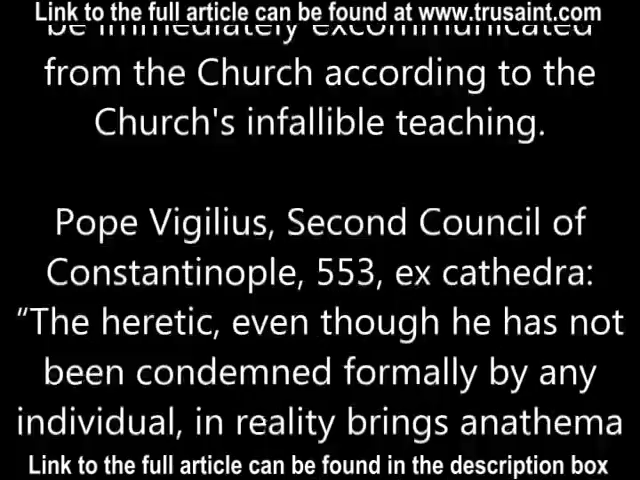 Link to the full article can be found at www.trusaint.com
be immediately excommunicated
from the Church according to the
Church's infallible teaching.
Pope Vigilius, Second Council of
Constantinople, 553, ex cathedra:
“The heretic, even though he has not
been condemned formally by any
individual, in reality brings anathema
Link to the full article can be found in the description box